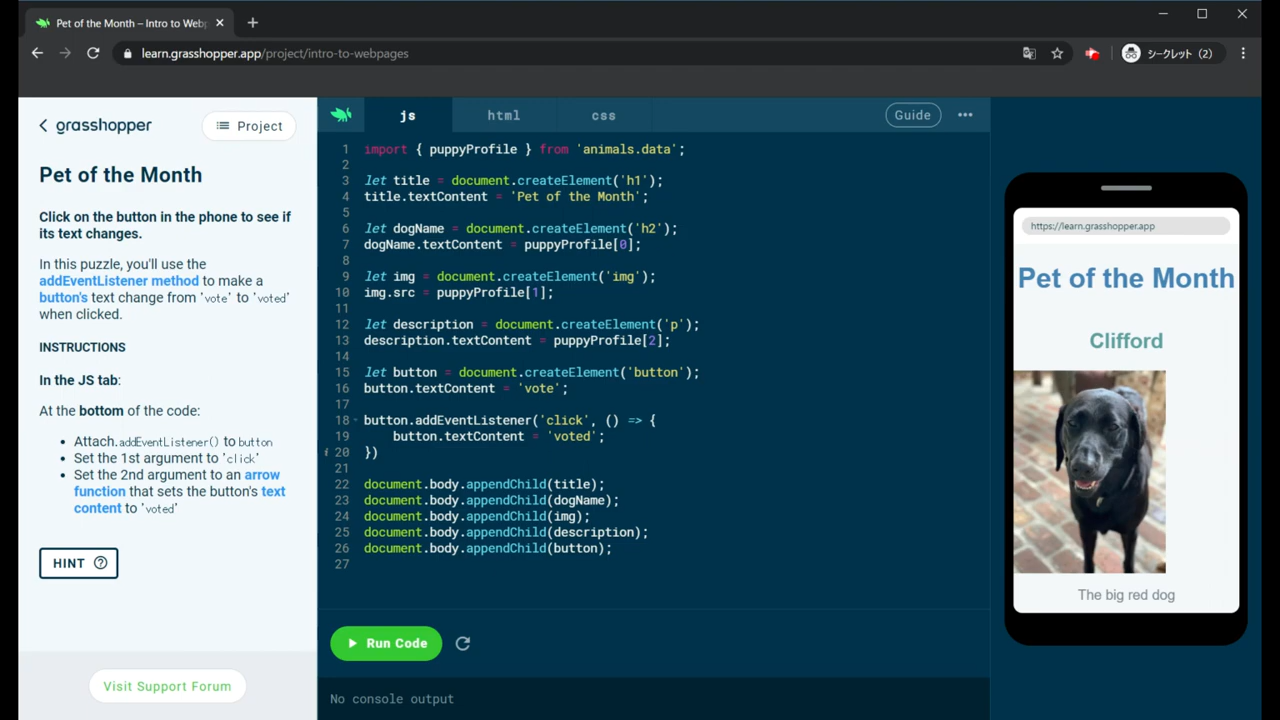 Pet of the Month – Intro to Webp
learn.grasshopper.app/project/intro-to-webpages
シークレット (2)
grasshopper
Project
Pet of the Month
Click on the button in the phone to see if
its text changes.
In this puzzle, you'll use the
addEventListener method to make a
button's text change from 'vote' to 'voted'
when clicked.
INSTRUCTIONS
In the JS tab:
At the bottom of the code:
• Attach.addEventListener() to button
• Set the 1st argument to 'click'
• Set the 2nd argument to an arrow
function that sets the button's text
content to 'voted'
HINT
Visit Support Forum
js
html
css
Guide
1 import { puppyProfile } from 'animals.data';
2
3 let title = document.createElement('h1');
4 title.textContent = 'Pet of the Month';
5
6 let dogName = document.createElement('h2');
7 dogName.textContent = puppyProfile[0];
8
9 let img = document.createElement('img');
10 img.src = puppyProfile[1];
11
12 let description = document.createElement('p');
13 description.textContent = puppyProfile[2];
14
15 let button = document.createElement('button');
16 button.textContent = 'vote';
17
18 button.addEventListener('click', () => {
19 button.textContent = 'voted';
20 })
21
22 document.body.appendChild(title);
23 document.body.appendChild(dogName);
24 document.body.appendChild(img);
25 document.body.appendChild(description);
26 document.body.appendChild(button);
27
Run Code
No console output
https://learn.grasshopper.app
Pet of the Month
Clifford
The big red dog